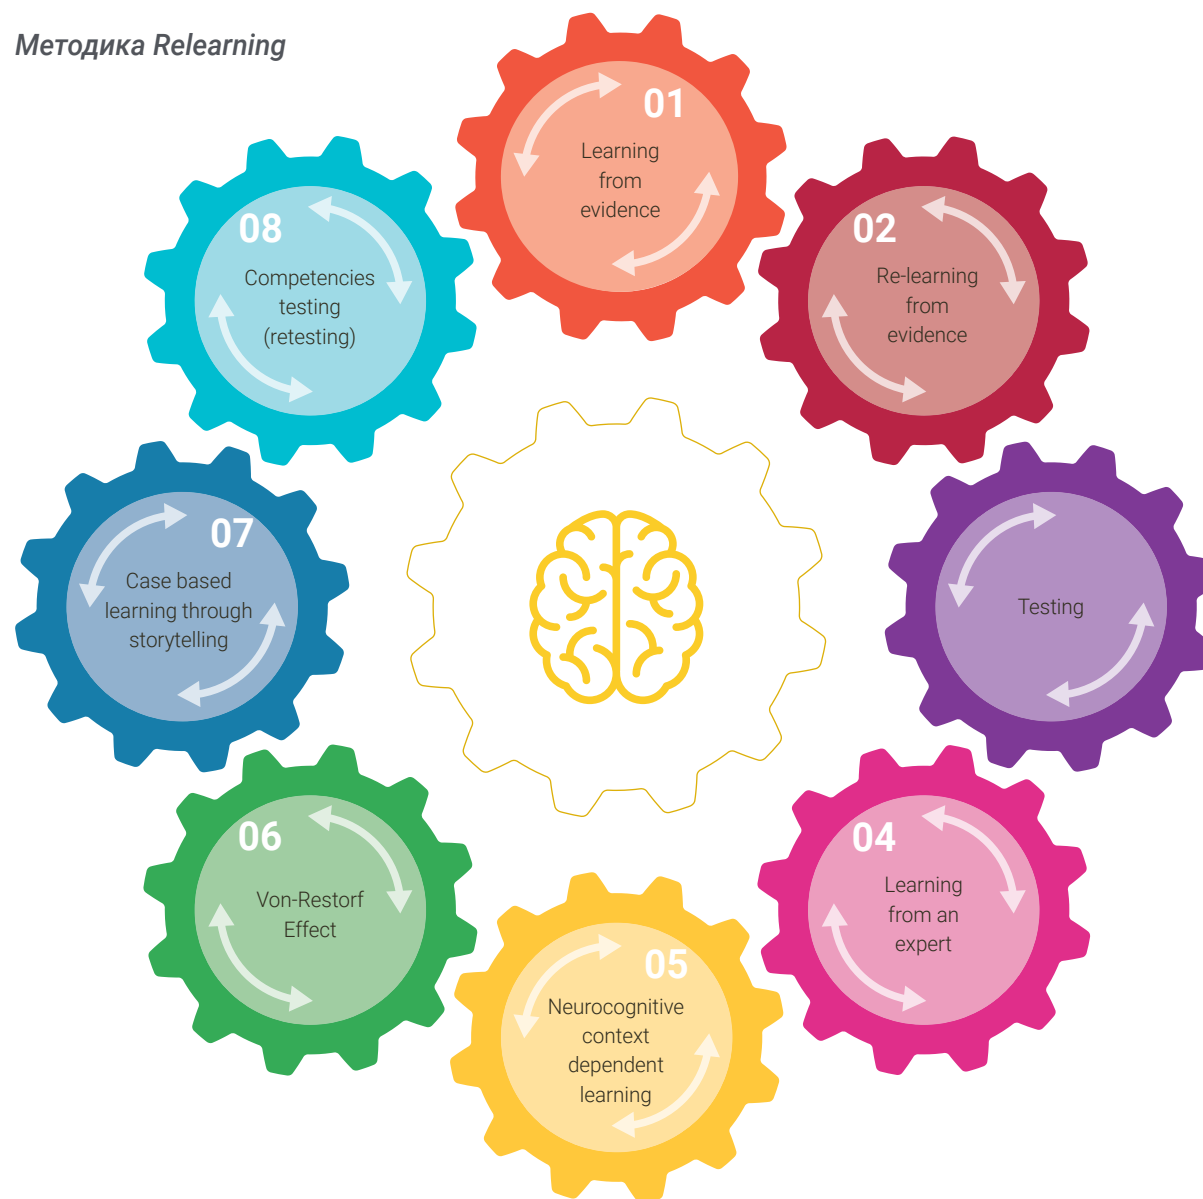 Методика Relearning
01
Learning
from
evidence
02
Re-learning
from
evidence
Testing
04
Learning
from an
expert
05
Neurocognitive
context
dependent
learning
06
Von-Restorf
Effect
07
Case based
learning through
storytelling
08
Competencies
testing
(retesting)